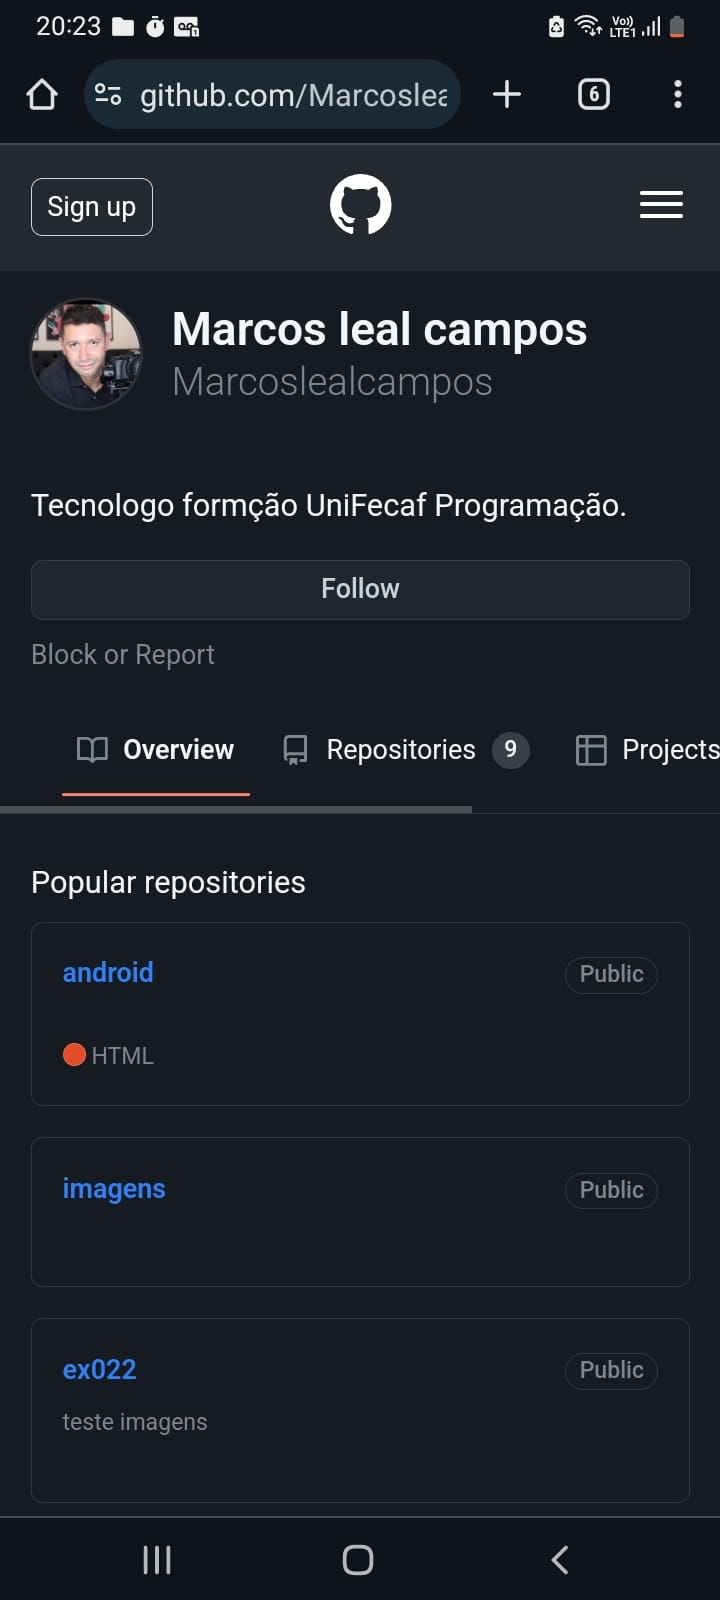 20:23
Vo))
LTE1
github.com/Marcoslea
6
Sign up
Marcos leal campos
Marcoslealcampos
Tecnologo formção UniFecaf Programação.
Follow
Block or Report
Overview Repositories 9 Projects
Popular repositories
android Public
HTML
imagens Public
ex022 Public
teste imagens